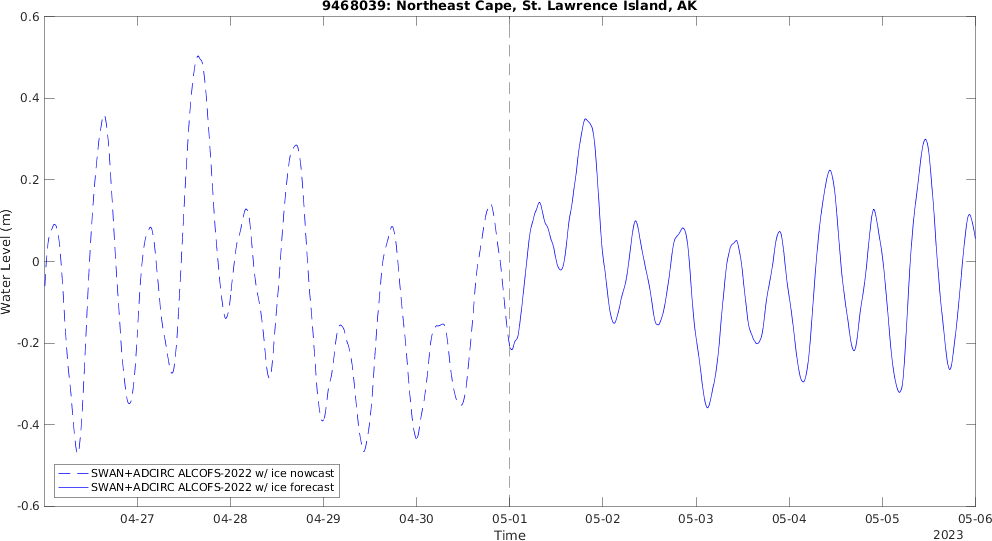 9468039: Northeast Cape, St. Lawrence Island, AK
0.6
0.4
0.2
0
-0.2
-0.4
-0.6
Water Level (m)
SWAN+ADCIRC ALCOFS-2022 w/ ice nowcast
SWAN+ADCIRC ALCOFS-2022 w/ ice forecast
04-27 04-28 04-29 04-30 05-01 05-02 05-03 05-04 05-05 05-06
Time
2023